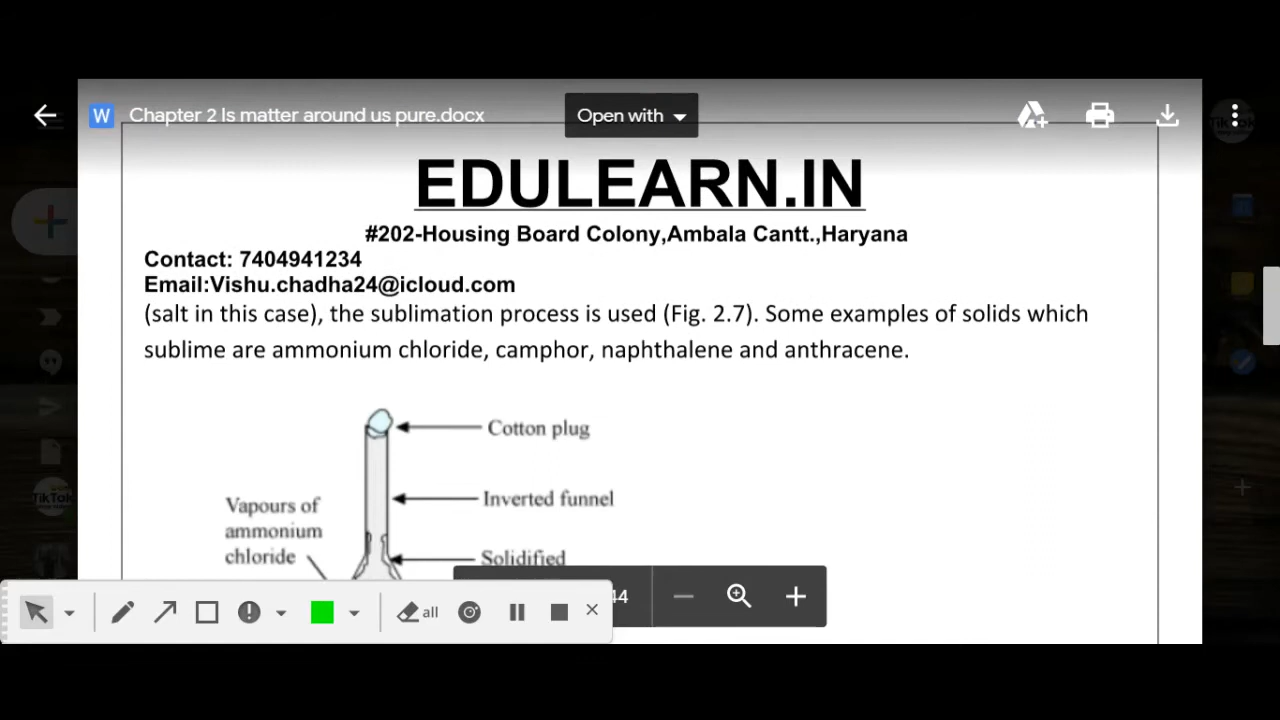 Chapter 2 Is matter around us pure.docx
Open with
EDULEARN.IN
#202-Housing Board Colony,Ambala Cantt.,Haryana
Contact: 7404941234
Email:Vishu.chadha24@icloud.com
(salt in this case), the sublimation process is used (Fig. 2.7). Some examples of solids which
sublime are ammonium chloride, camphor, naphthalene and anthracene.
Cotton plug
Inverted funnel
Vapours of
ammonium
chloride
Solidified
all
44
TikTok